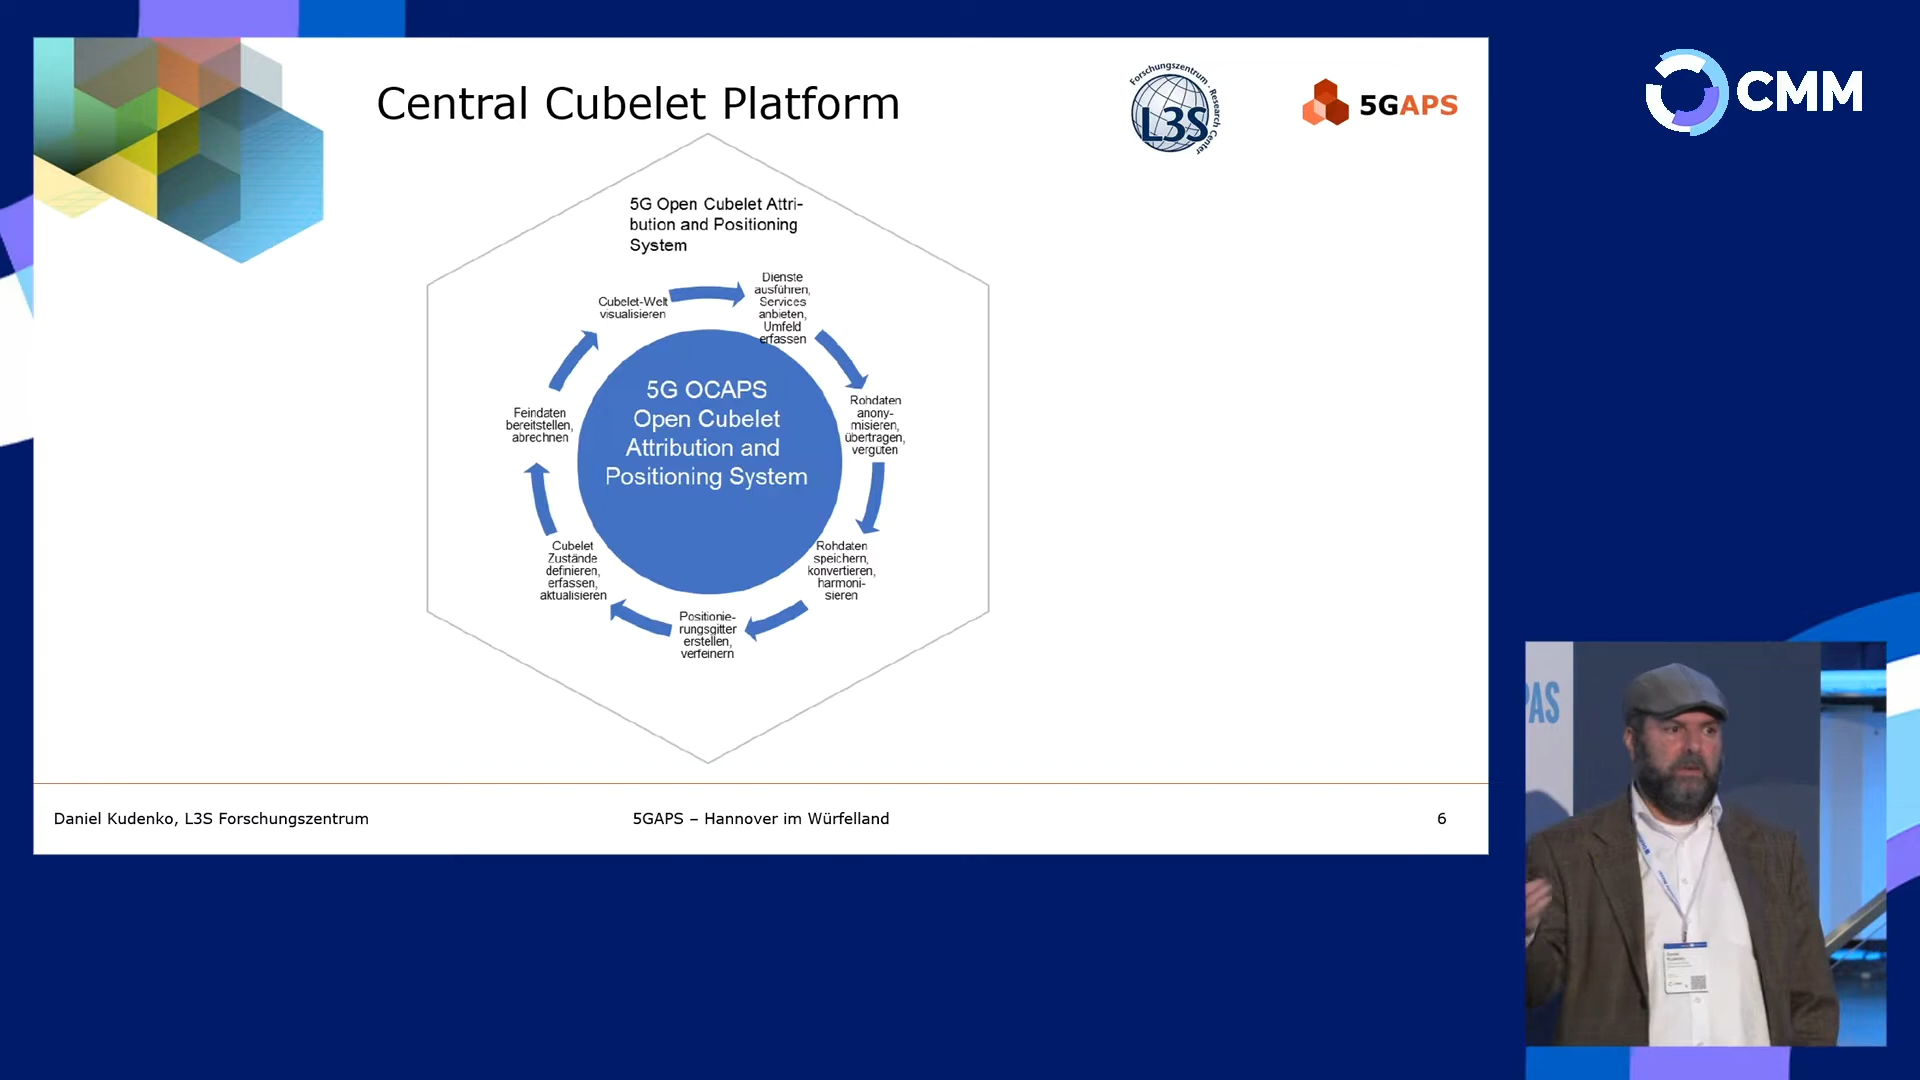 Central Cubelet Platform
Forschungszentrum · Research Center
L3S
5GAPS
CMM
5G Open Cubelet Attri-
bution and Positioning
System
Cubelet-Welt
visualisieren
Dienste
ausführen,
Services
anbieten,
Umfeld
erfassen
Rohdaten
anony-
misieren,
übertragen,
vergüten
Rohdaten
speichern,
konvertieren,
harmoni-
sieren
Positionie-
rungsgitter
erstellen,
verfeinern
Cubelet
Zustände
definieren,
erfassen,
aktualisieren
Feindaten
bereitstellen,
abrechnen
5G OCAPS
Open Cubelet
Attribution and
Positioning System
PAS
Daniel Kudenko, L3S Forschungszentrum
5GAPS – Hannover im Würfelland
6